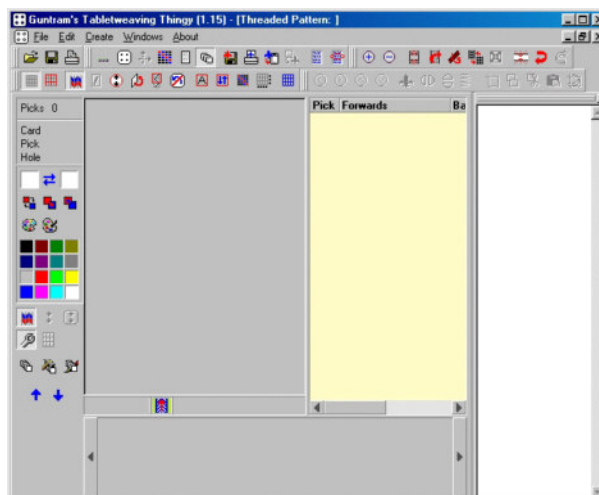 Guntram's Tabletweaving Thingy (1.15) - [Threaded Pattern: ]
File Edit Create Windows About
Picks 0
Card
Pick
Hole
Pick Forwards Ba